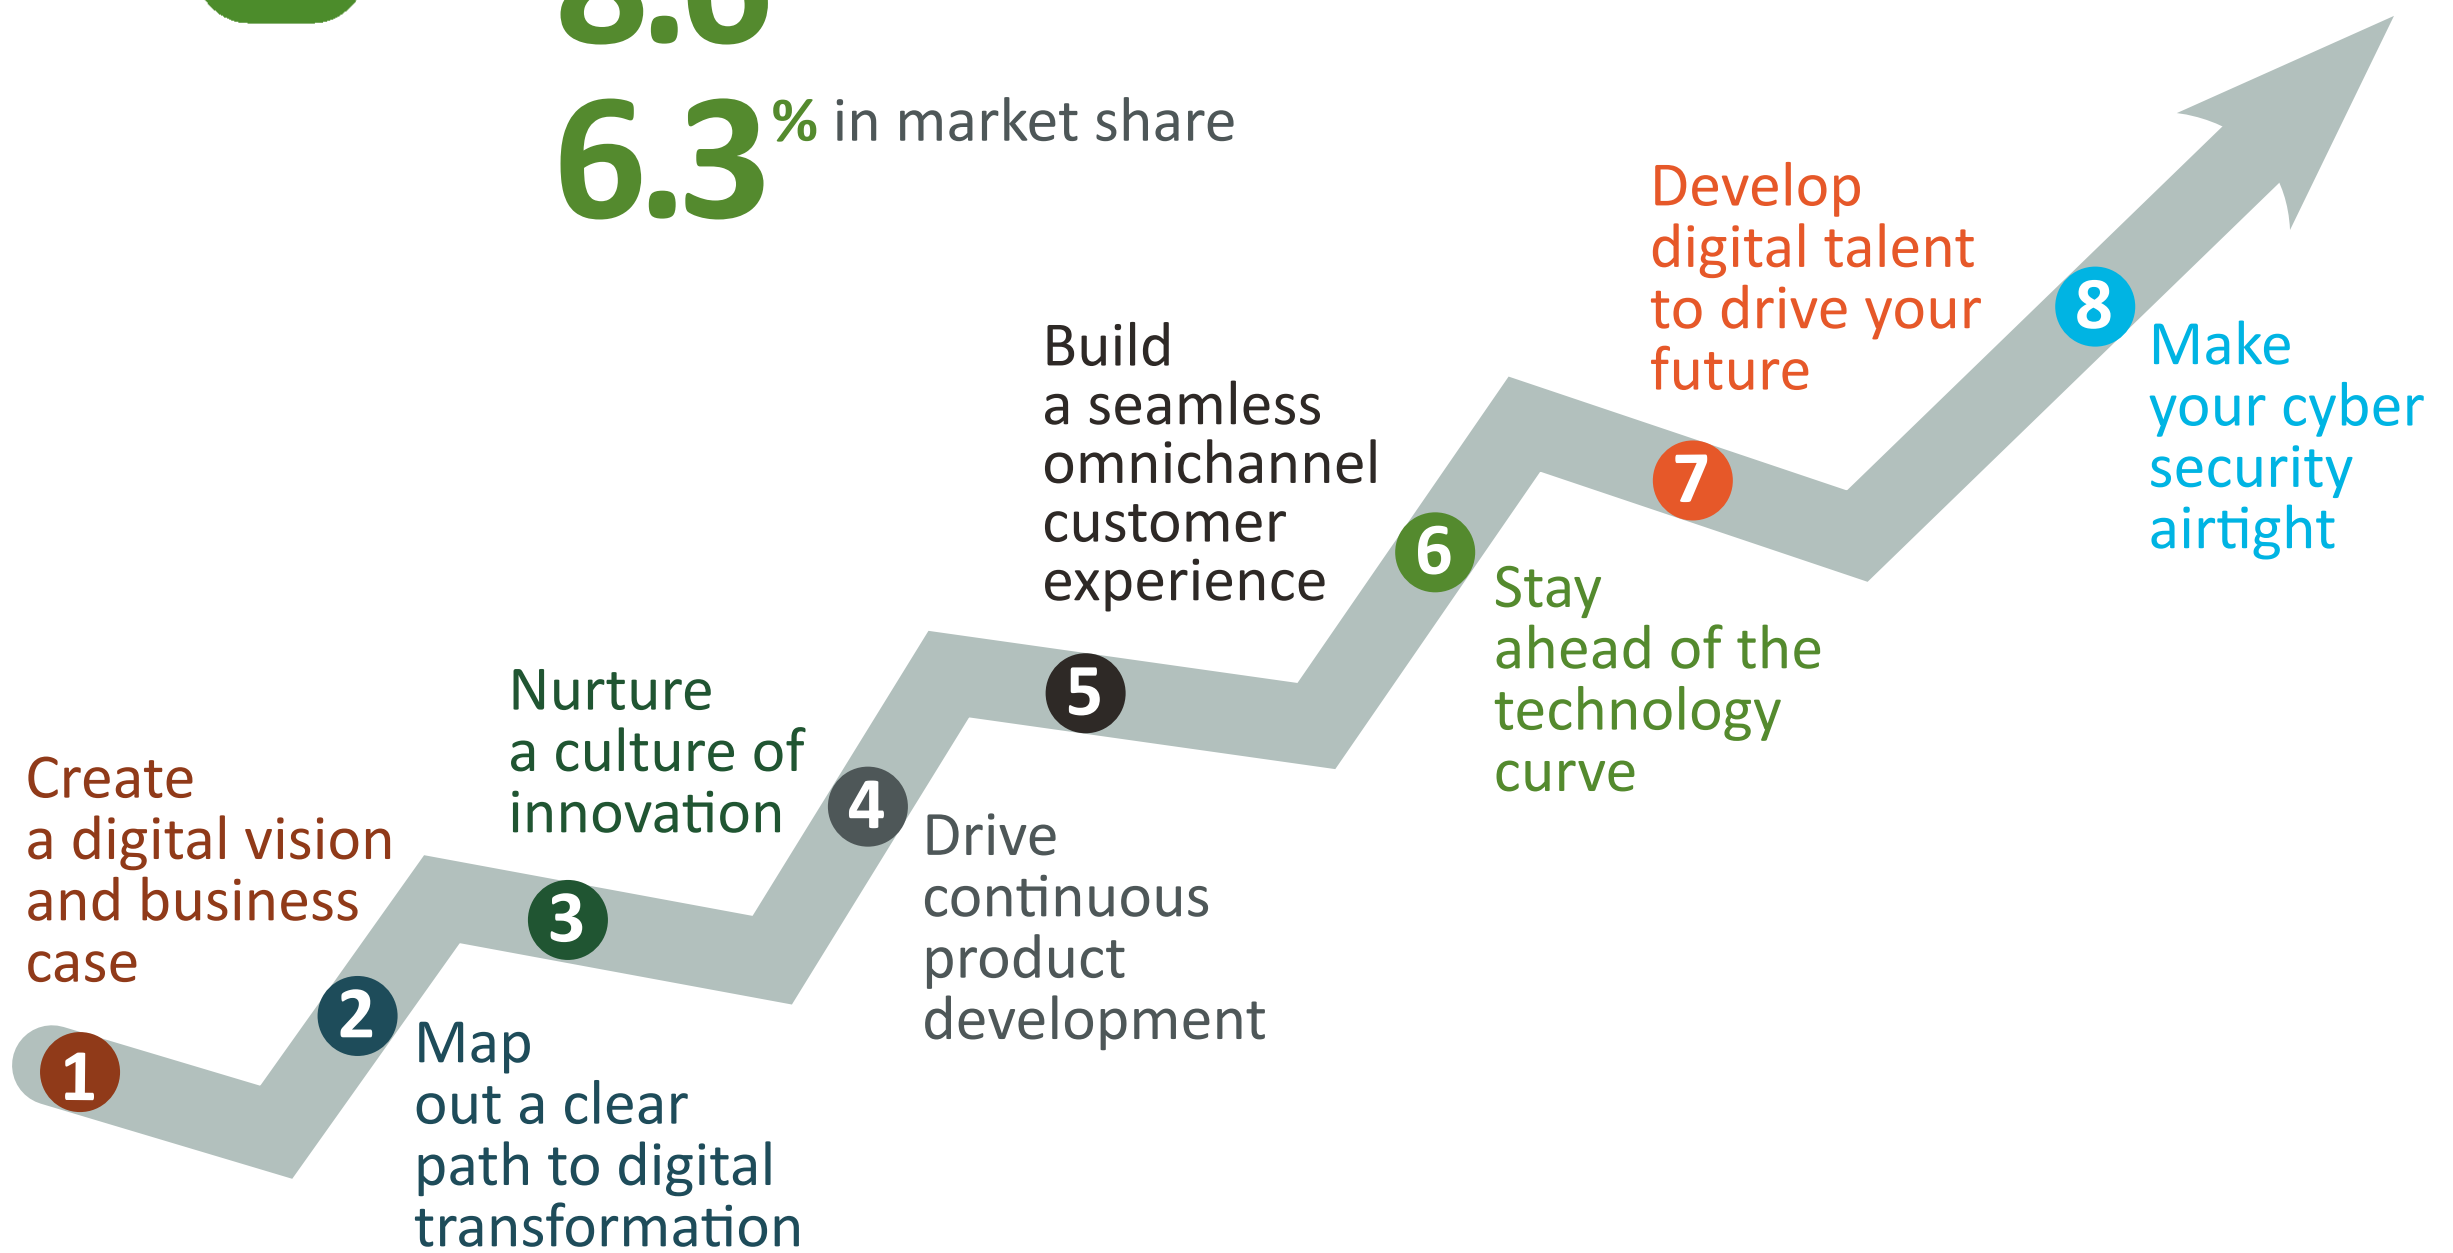 6.3% in market share
Develop
digital talent
to drive your
future
8
Make
your cyber
security
airtight
Build
a seamless
omnichannel
customer
experience
7
6
Stay
ahead of the
technology
curve
5
Nurture
a culture of
innovation
4
Drive
continuous
product
development
Create
a digital vision
and business
case
3
2
Map
out a clear
path to digital
transformation
1